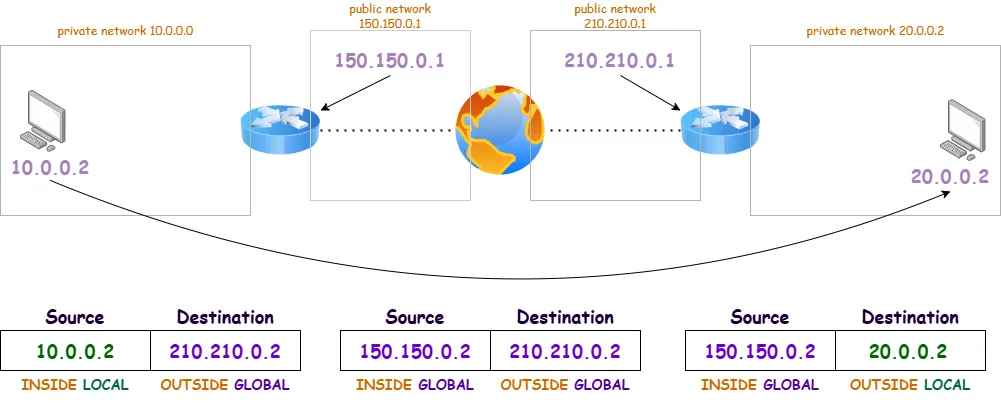 public network
150.150.0.1
public network
210.210.0.1
private network 10.0.0.0
private network 20.0.0.2
150.150.0.1
210.210.0.1
10.0.0.2
20.0.0.2
Source Destination
10.0.0.2 210.210.0.2
INSIDE LOCAL OUTSIDE GLOBAL
Source Destination
150.150.0.2 210.210.0.2
INSIDE GLOBAL OUTSIDE GLOBAL
Source Destination
150.150.0.2 20.0.0.2
INSIDE GLOBAL OUTSIDE LOCAL